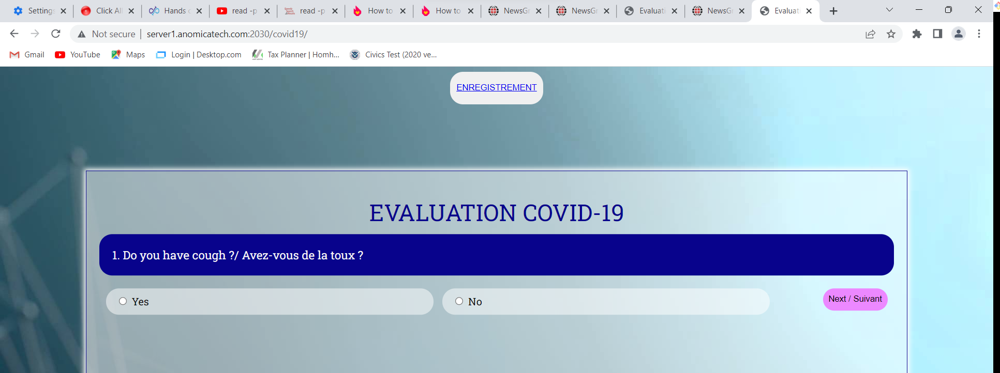 Settings Click All Hands o read -p read -p How to How to NewsGr NewsGr Evaluati NewsGr Evaluati
Not secure | server1.anomicatech.com:2030/covid19/
Gmail YouTube Maps Login | Desktop.com Tax Planner | Homh... Civics Test (2020 ve...
ENREGISTREMENT
EVALUATION COVID-19
1. Do you have cough ?/ Avez-vous de la toux ?
Yes No Next / Suivant